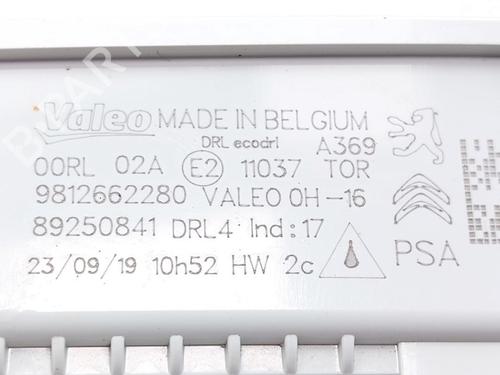 Valeo MADE IN BELGIUM
DRL ecodrl A369
00RL 02A E2 11037 TOR
9812662280 VALEO 0H-16
89250841 DRL4 Ind:17
23/09/19 10h52 HW 2c PSA